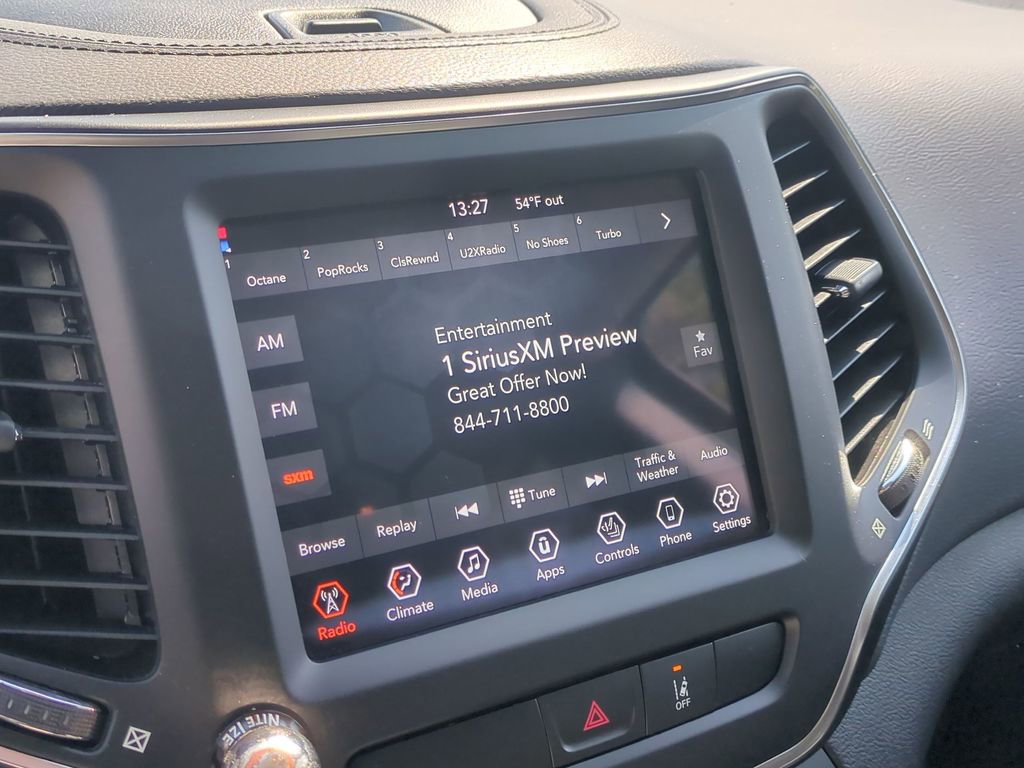 13:27 54°F out
1 Octane 2 PopRocks 3 ClsRewnd 4 U2XRadio 5 No Shoes 6 Turbo
AM
Entertainment
1 SiriusXM Preview
Great Offer Now!
844-711-8800
Fav
FM
sxm
Browse Replay Tune Traffic & Weather Audio
Radio Climate Media Apps Controls Phone Settings
OFF
NITE IZE